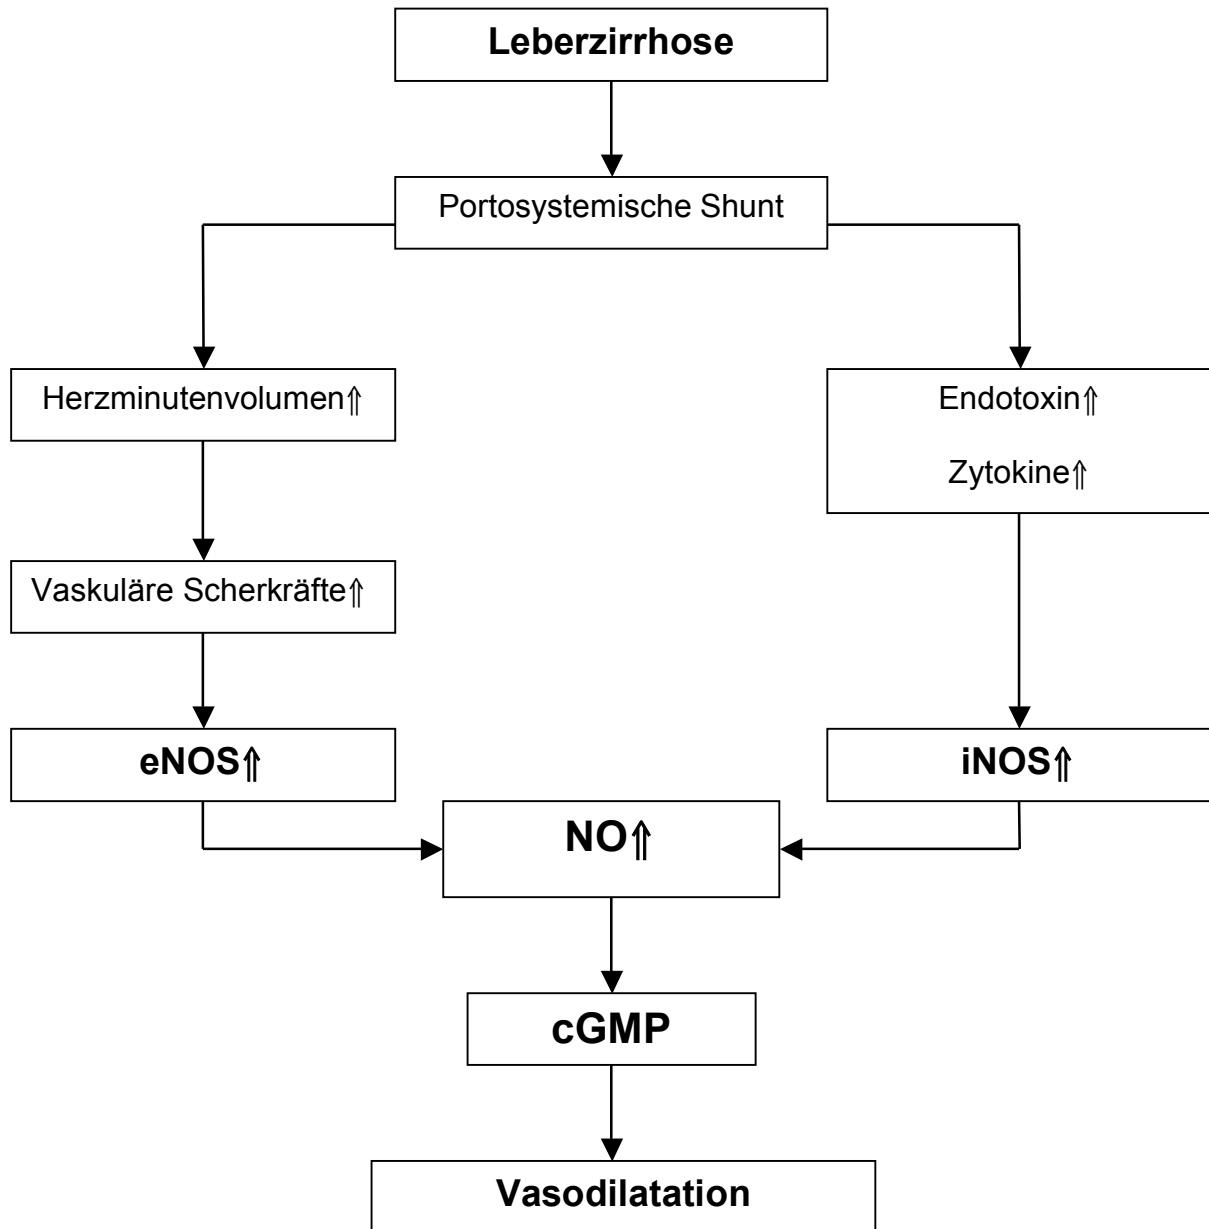 Leberzirrhose
Portosystemische Shunt
Herzminutenvolumen⇑
Endotoxin⇑
Zytokine⇑
Vaskuläre Scherkräfte⇑
eNOS⇑
iNOS⇑
NO⇑
cGMP
Vasodilatation